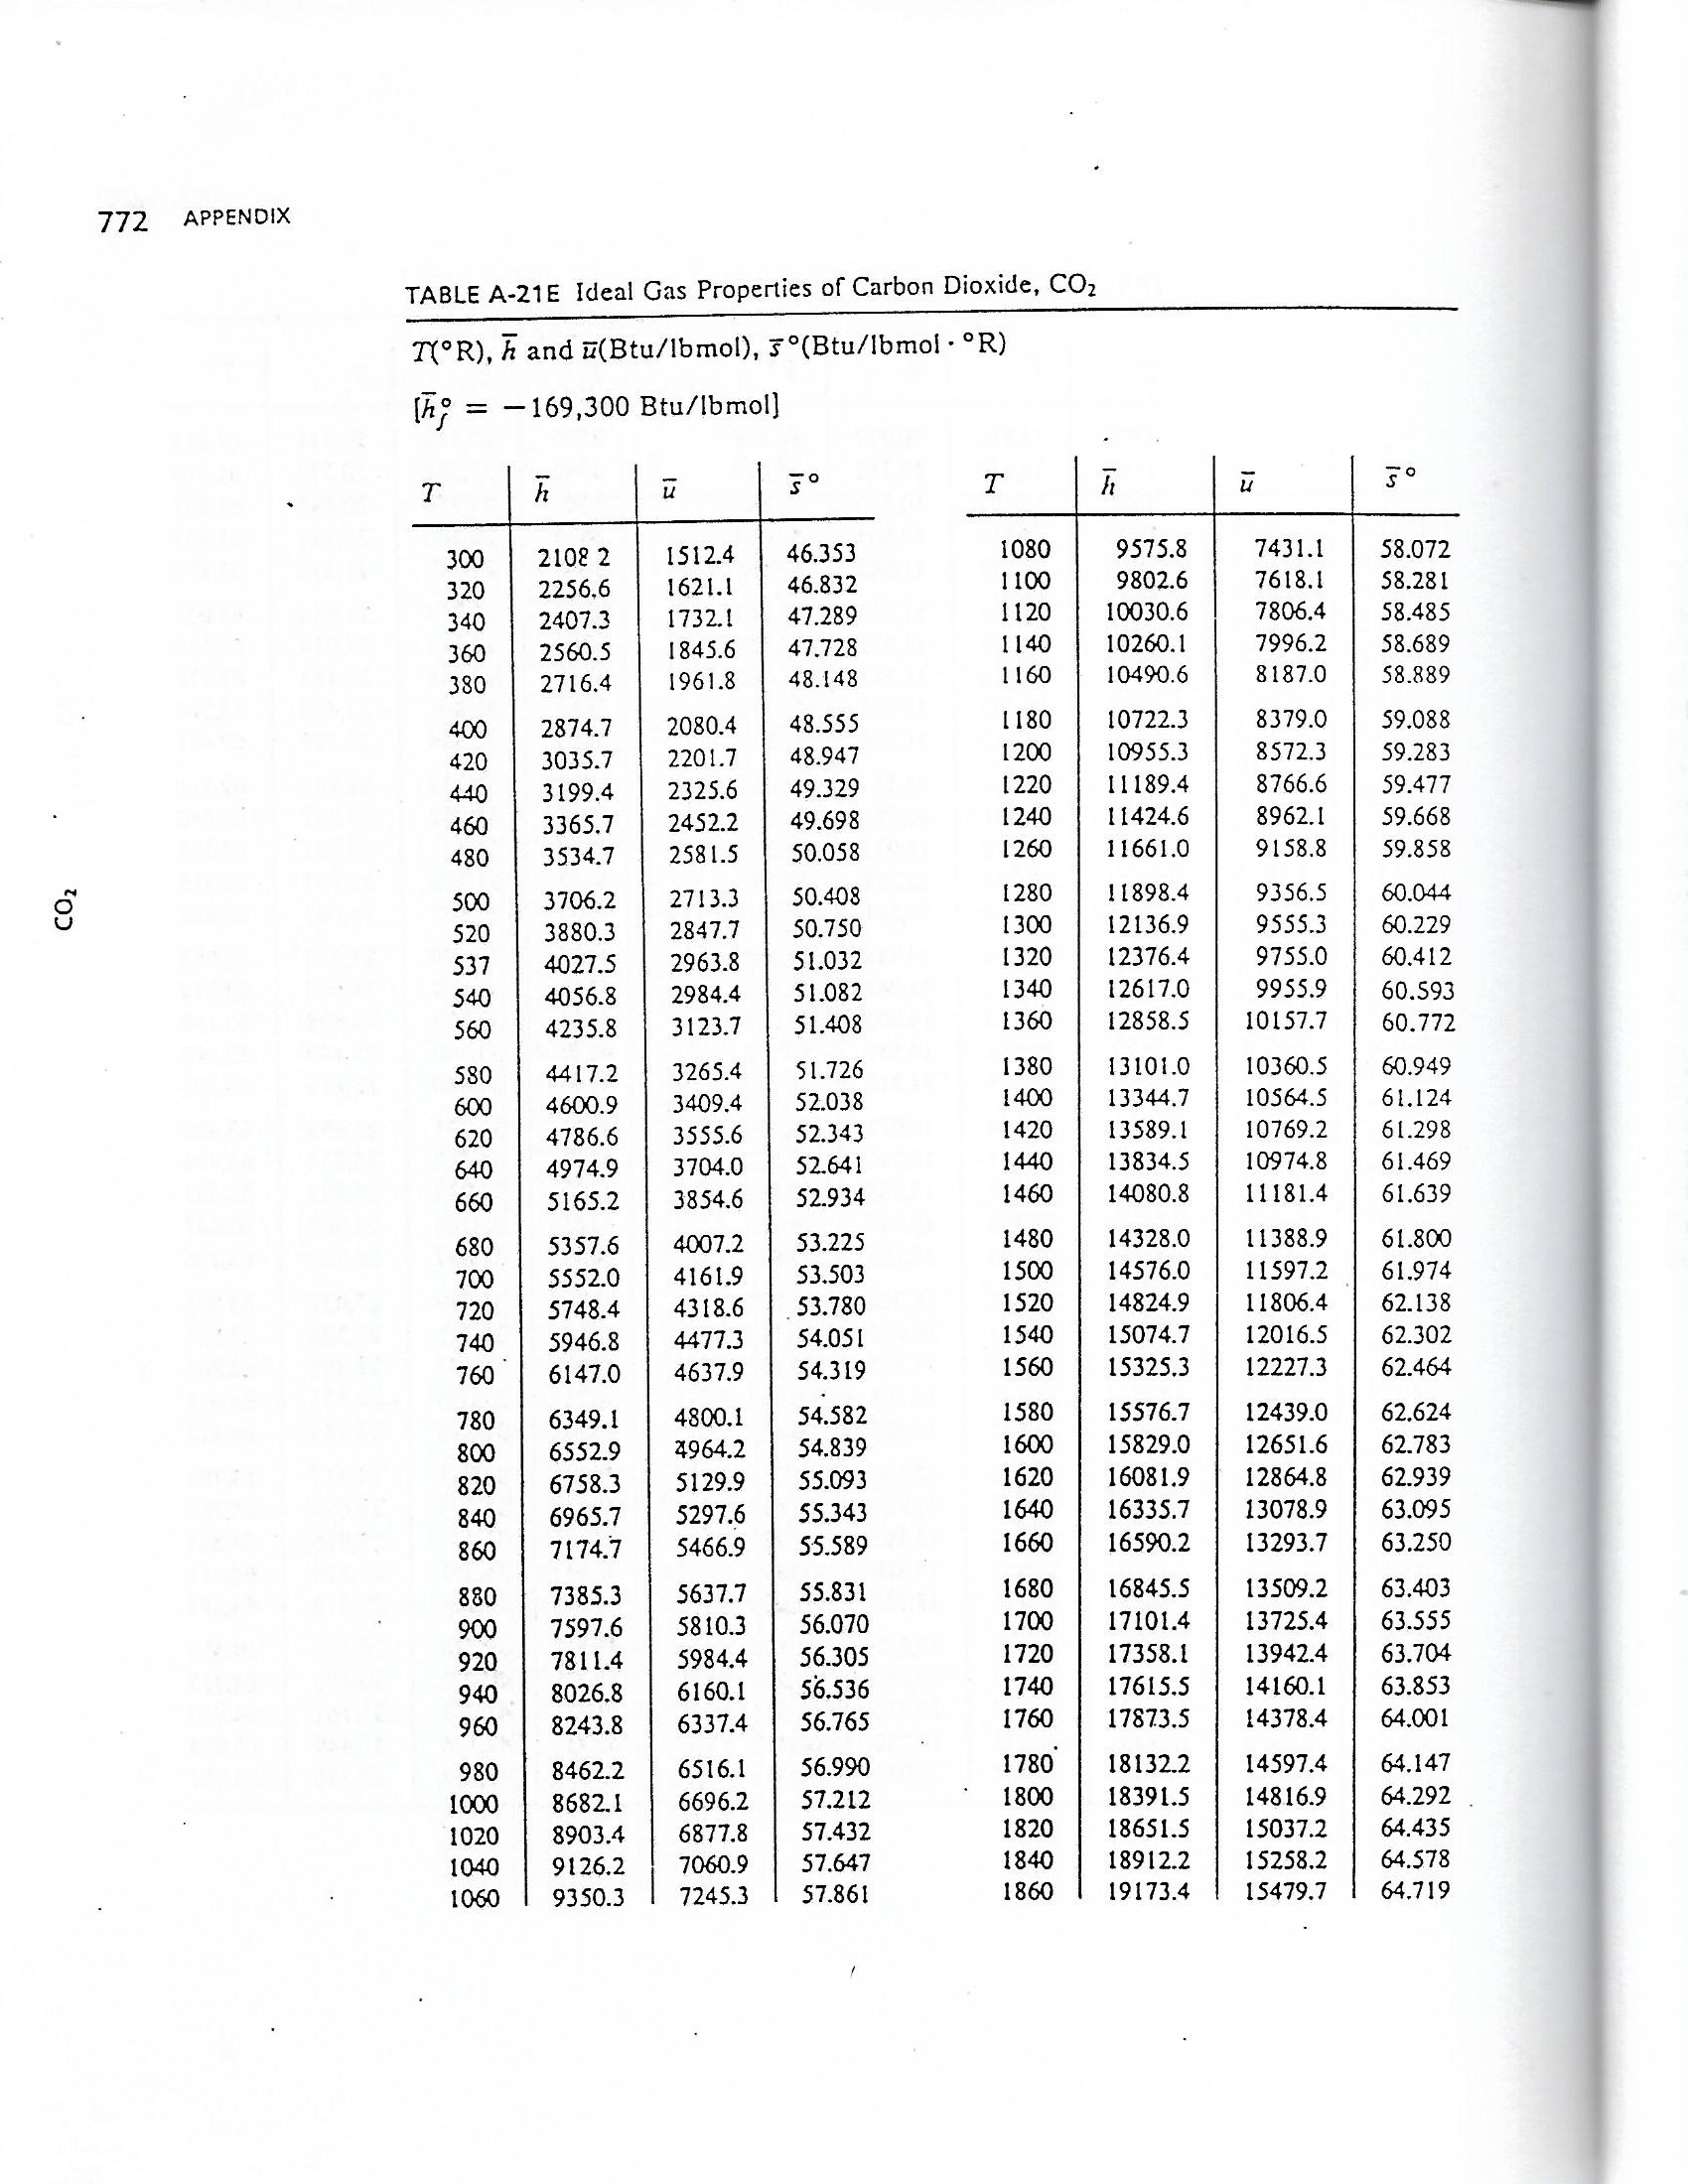 772 APPENDIX
TABLE A-21E Ideal Gas Properties of Carbon Dioxide, CO₂
T(°R), h̄ and ū(Btu/lbmol), s̄°(Btu/lbmol · °R)
[h̄f° = −169,300 Btu/lbmol]
T h̄ ū s̄° T h̄ ū s̄°
300 2108 2 1512.4 46.353 1080 9575.8 7431.1 58.072
320 2256.6 1621.1 46.832 1100 9802.6 7618.1 58.281
340 2407.3 1732.1 47.289 1120 10030.6 7806.4 58.485
360 2560.5 1845.6 47.728 1140 10260.1 7996.2 58.689
380 2716.4 1961.8 48.148 1160 10490.6 8187.0 58.889
400 2874.7 2080.4 48.555 1180 10722.3 8379.0 59.088
420 3035.7 2201.7 48.947 1200 10955.3 8572.3 59.283
440 3199.4 2325.6 49.329 1220 11189.4 8766.6 59.477
460 3365.7 2452.2 49.698 1240 11424.6 8962.1 59.668
480 3534.7 2581.5 50.058 1260 11661.0 9158.8 59.858
500 3706.2 2713.3 50.408 1280 11898.4 9356.5 60.044
520 3880.3 2847.7 50.750 1300 12136.9 9555.3 60.229
537 4027.5 2963.8 51.032 1320 12376.4 9755.0 60.412
540 4056.8 2984.4 51.082 1340 12617.0 9955.9 60.593
560 4235.8 3123.7 51.408 1360 12858.5 10157.7 60.772
580 4417.2 3265.4 51.726 1380 13101.0 10360.5 60.949
600 4600.9 3409.4 52.038 1400 13344.7 10564.5 61.124
620 4786.6 3555.6 52.343 1420 13589.1 10769.2 61.298
640 4974.9 3704.0 52.641 1440 13834.5 10974.8 61.469
660 5165.2 3854.6 52.934 1460 14080.8 11181.4 61.639
680 5357.6 4007.2 53.225 1480 14328.0 11388.9 61.800
700 5552.0 4161.9 53.503 1500 14576.0 11597.2 61.974
720 5748.4 4318.6 53.780 1520 14824.9 11806.4 62.138
740 5946.8 4477.3 54.051 1540 15074.7 12016.5 62.302
760 6147.0 4637.9 54.319 1560 15325.3 12227.3 62.464
780 6349.1 4800.1 54.582 1580 15576.7 12439.0 62.624
800 6552.9 4964.2 54.839 1600 15829.0 12651.6 62.783
820 6758.3 5129.9 55.093 1620 16081.9 12864.8 62.939
840 6965.7 5297.6 55.343 1640 16335.7 13078.9 63.095
860 7174.7 5466.9 55.589 1660 16590.2 13293.7 63.250
880 7385.3 5637.7 55.831 1680 16845.5 13509.2 63.403
900 7597.6 5810.3 56.070 1700 17101.4 13725.4 63.555
920 7811.4 5984.4 56.305 1720 17358.1 13942.4 63.704
940 8026.8 6160.1 56.536 1740 17615.5 14160.1 63.853
960 8243.8 6337.4 56.765 1760 17873.5 14378.4 64.001
980 8462.2 6516.1 56.990 1780 18132.2 14597.4 64.147
1000 8682.1 6696.2 57.212 1800 18391.5 14816.9 64.292
1020 8903.4 6877.8 57.432 1820 18651.5 15037.2 64.435
1040 9126.2 7060.9 57.647 1840 18912.2 15258.2 64.578
1060 9350.3 7245.3 57.861 1860 19173.4 15479.7 64.719
CO₂